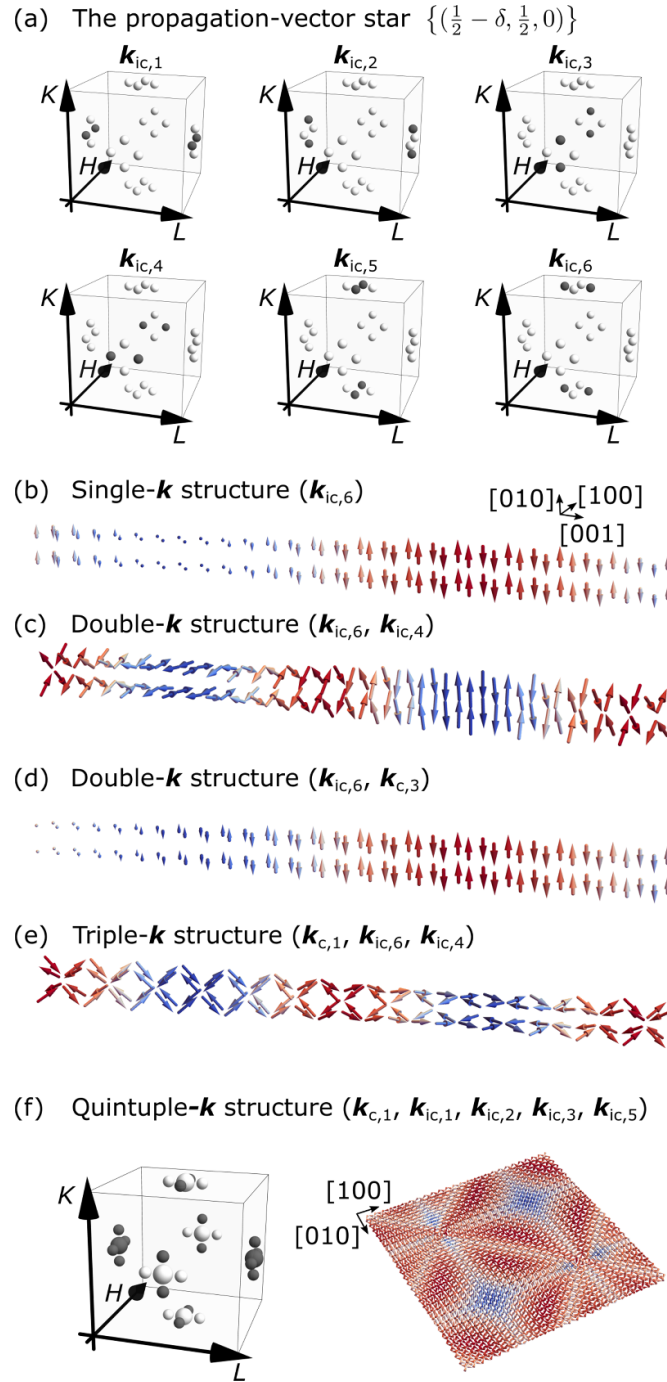 (a) The propagation-vector star {(1/2 − δ, 1/2, 0)}
k_ic,1 k_ic,2 k_ic,3
K H L K H L K H L
k_ic,4 k_ic,5 k_ic,6
K H L K H L K H L
(b) Single-k structure (k_ic,6)
[010] [100]
[001]
(c) Double-k structure (k_ic,6, k_ic,4)
(d) Double-k structure (k_ic,6, k_c,3)
(e) Triple-k structure (k_c,1, k_ic,6, k_ic,4)
(f) Quintuple-k structure (k_c,1, k_ic,1, k_ic,2, k_ic,3, k_ic,5)
K H L
[100]
[010]